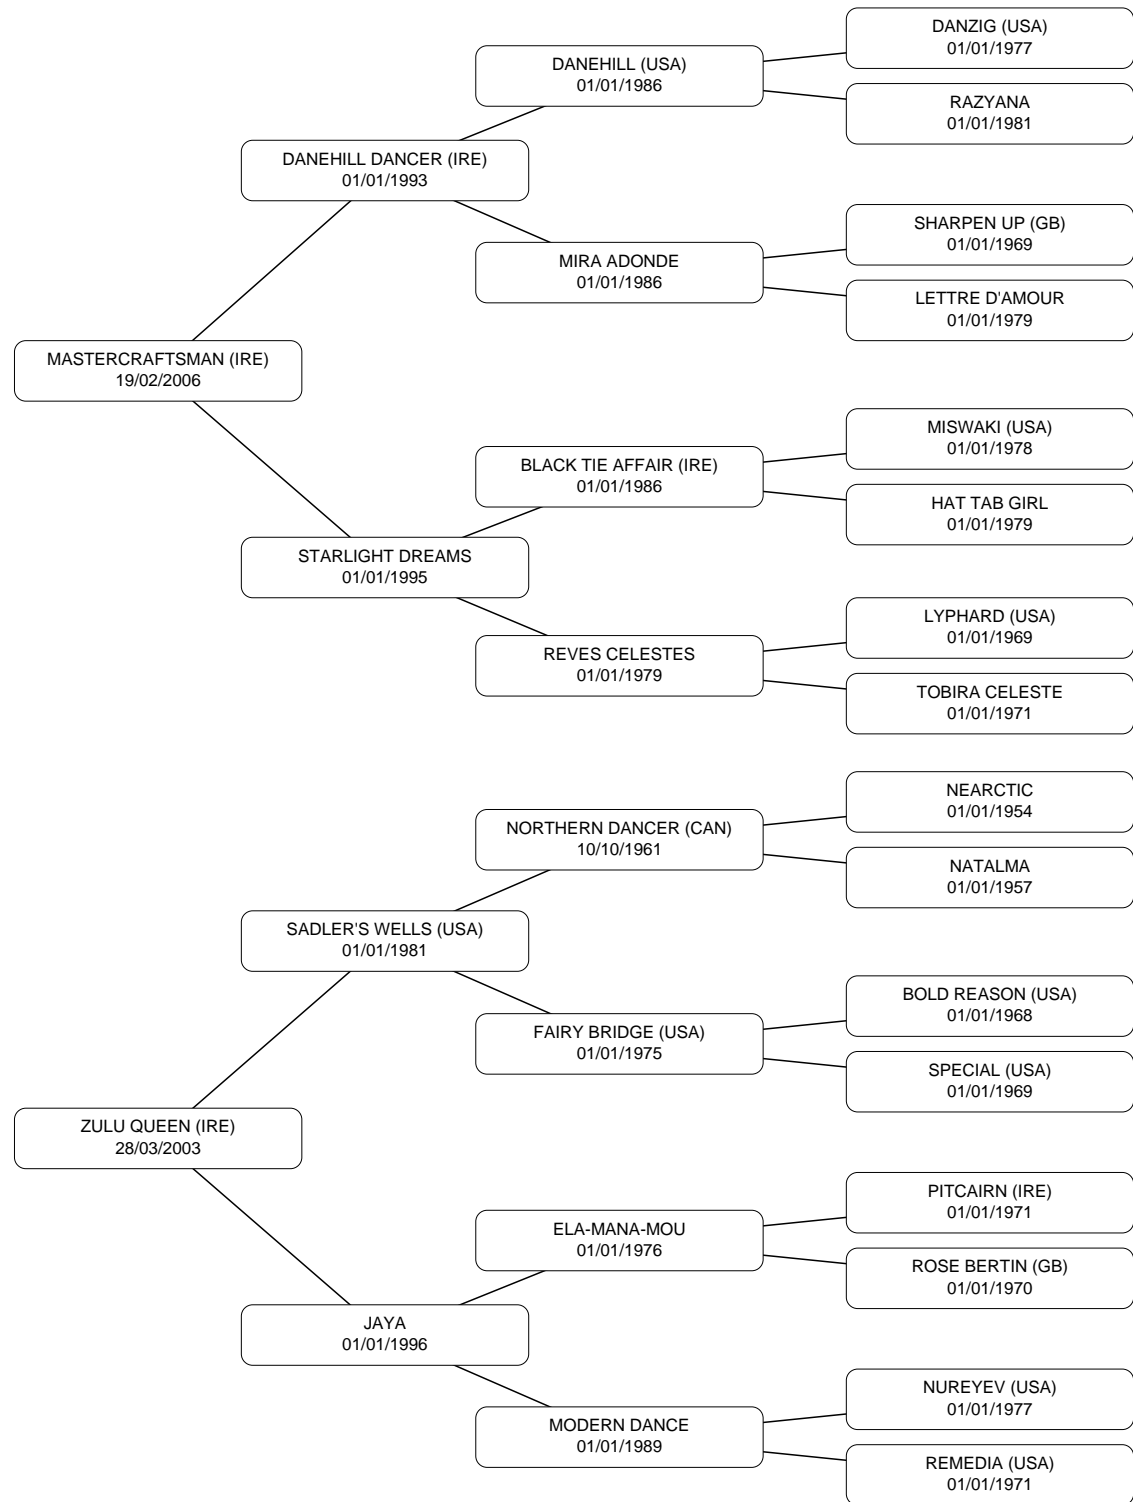 DANZIG (USA)
01/01/1977
DANEHILL (USA)
01/01/1986
RAZYANA
01/01/1981
DANEHILL DANCER (IRE)
01/01/1993
SHARPEN UP (GB)
01/01/1969
MIRA ADONDE
01/01/1986
LETTRE D'AMOUR
01/01/1979
MASTERCRAFTSMAN (IRE)
19/02/2006
MISWAKI (USA)
01/01/1978
BLACK TIE AFFAIR (IRE)
01/01/1986
HAT TAB GIRL
01/01/1979
STARLIGHT DREAMS
01/01/1995
LYPHARD (USA)
01/01/1969
REVES CELESTES
01/01/1979
TOBIRA CELESTE
01/01/1971
NEARCTIC
01/01/1954
NORTHERN DANCER (CAN)
10/10/1961
NATALMA
01/01/1957
SADLER'S WELLS (USA)
01/01/1981
BOLD REASON (USA)
01/01/1968
FAIRY BRIDGE (USA)
01/01/1975
SPECIAL (USA)
01/01/1969
ZULU QUEEN (IRE)
28/03/2003
PITCAIRN (IRE)
01/01/1971
ELA-MANA-MOU
01/01/1976
ROSE BERTIN (GB)
01/01/1970
JAYA
01/01/1996
NUREYEV (USA)
01/01/1977
MODERN DANCE
01/01/1989
REMEDIA (USA)
01/01/1971